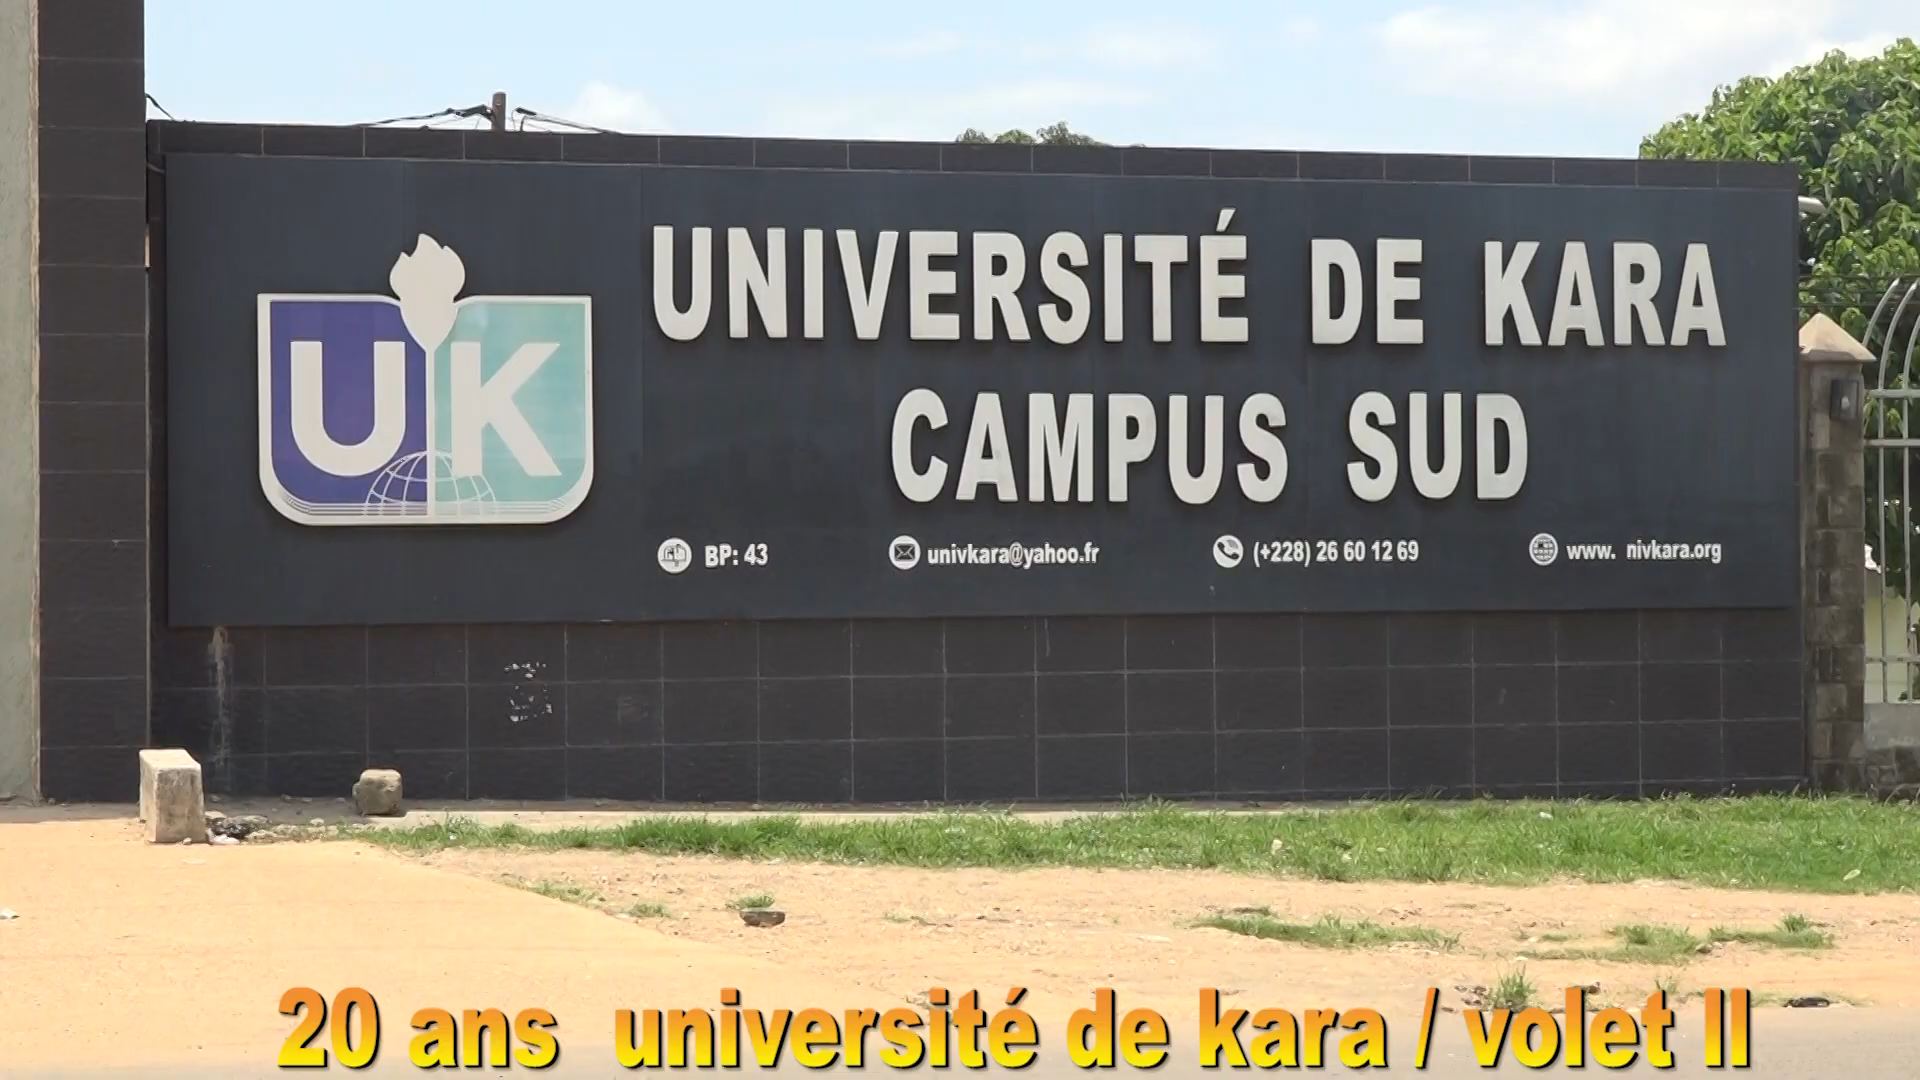 UK
UNIVERSITÉ DE KARA
CAMPUS SUD
BP: 43 univkara@yahoo.fr (+228) 26 60 12 69 www. nivkara.org
20 ans université de kara / volet II